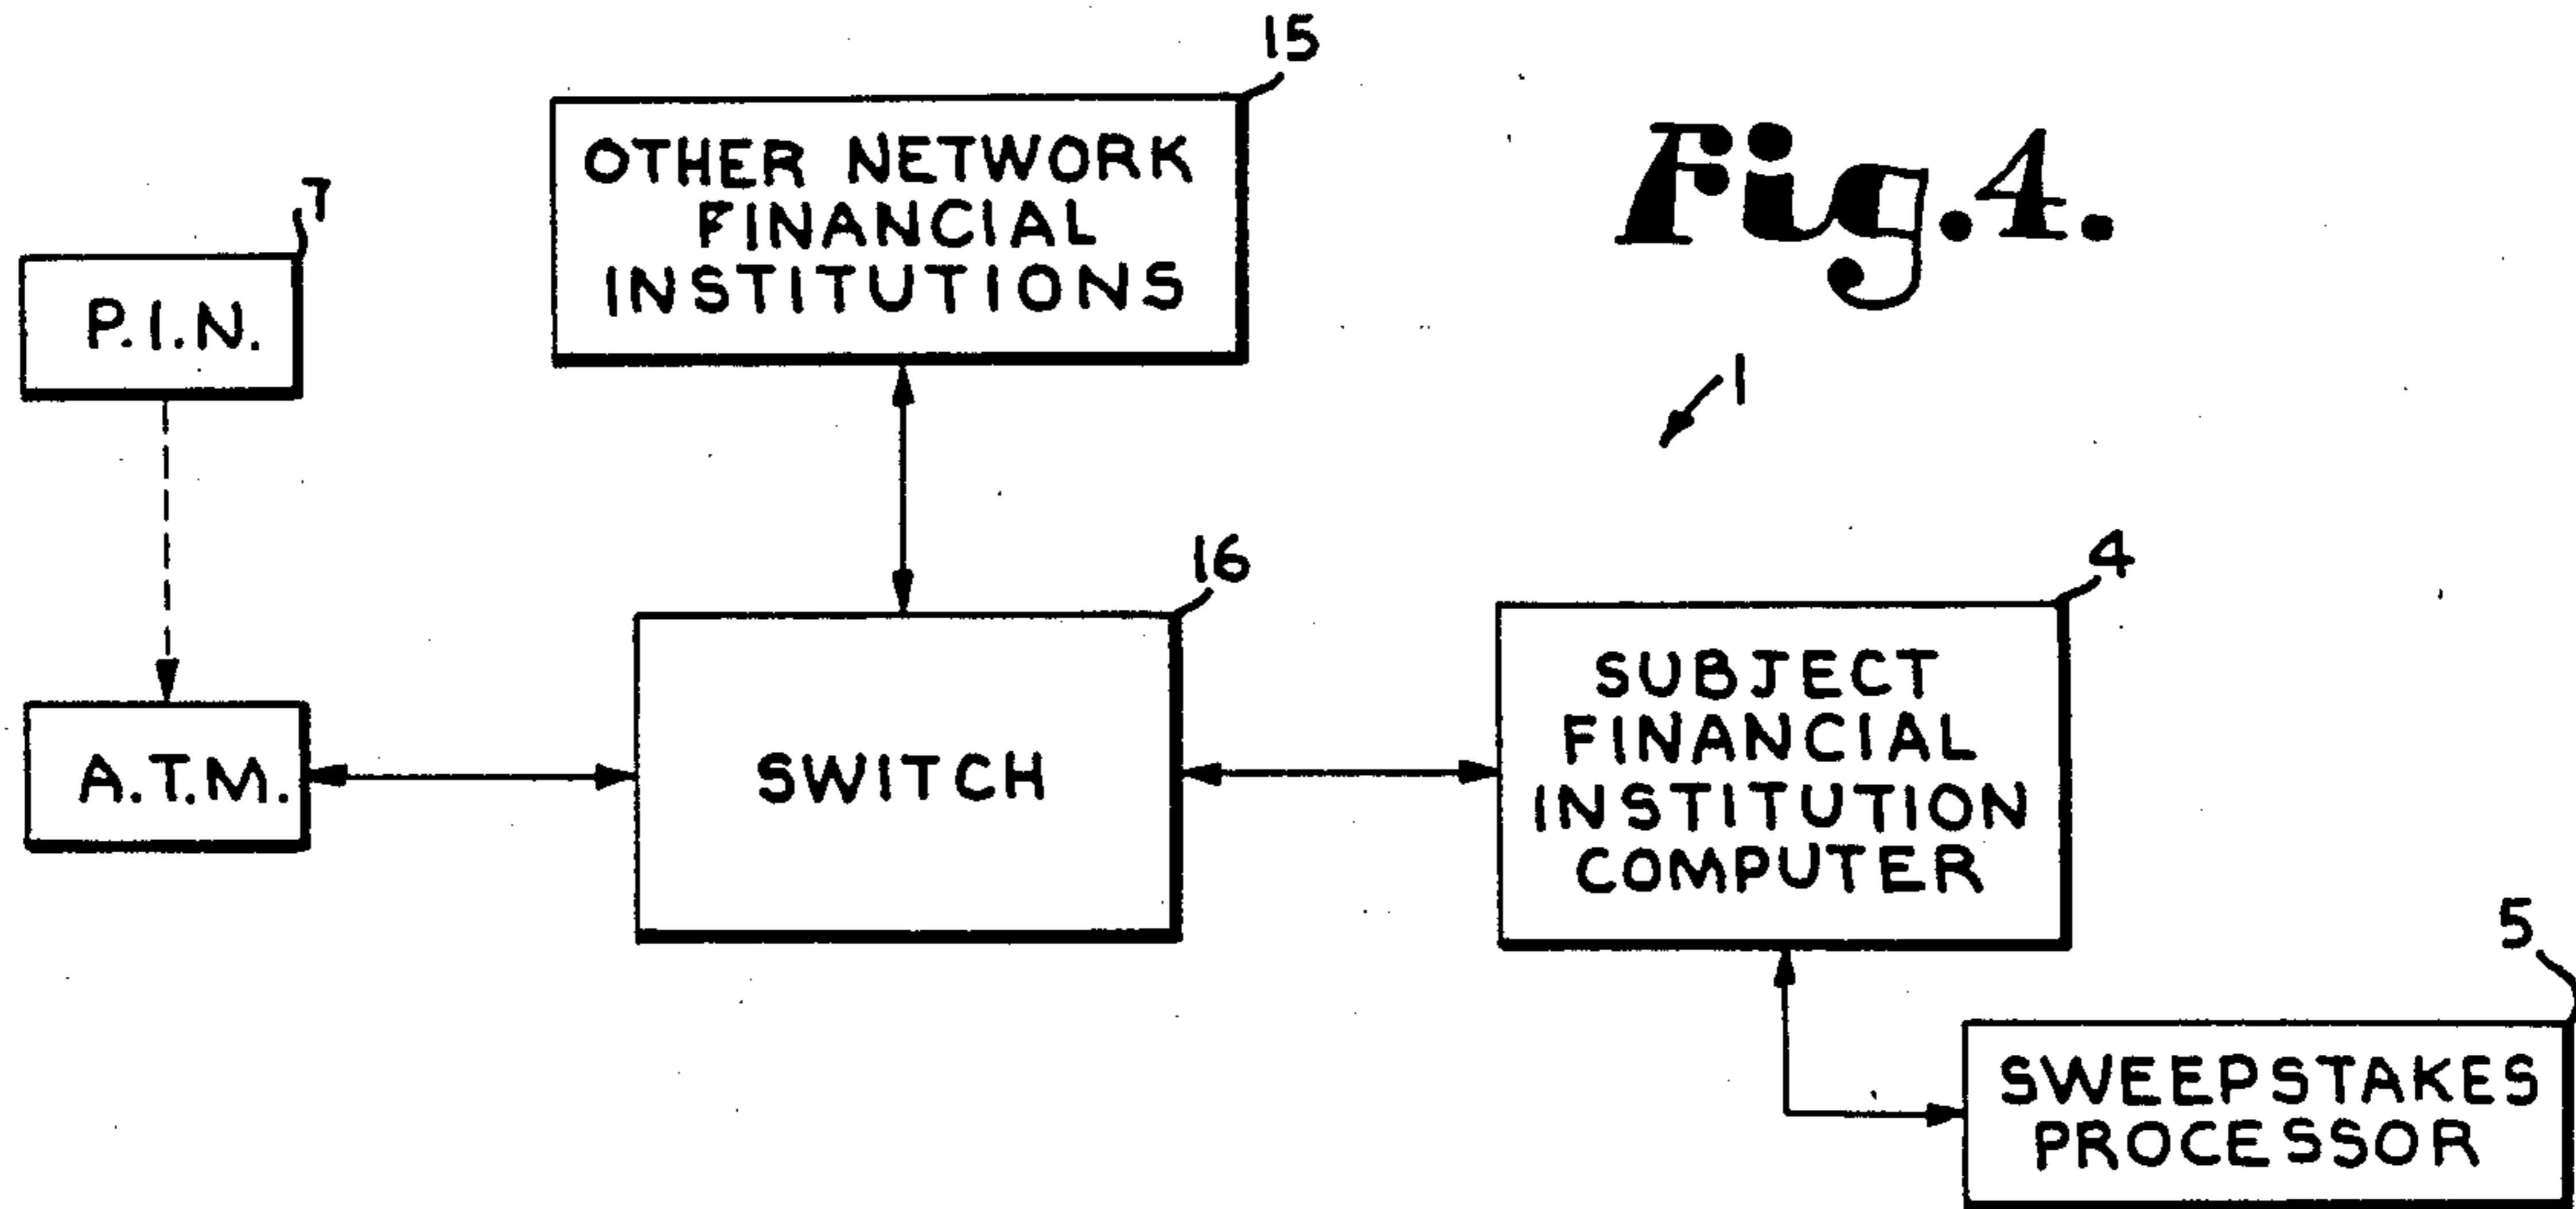 15
OTHER NETWORK
FINANCIAL
INSTITUTIONS
Fig.4.
7
P.I.N.
1
16
4
A.T.M.
SWITCH
SUBJECT
FINANCIAL
INSTITUTION
COMPUTER
5
SWEEPSTAKES
PROCESSOR